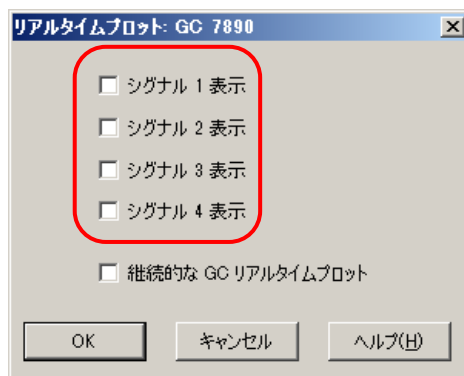 リアルタイムプロット: GC 7890
シグナル 1 表示
シグナル 2 表示
シグナル 3 表示
シグナル 4 表示
継続的な GC リアルタイムプロット
OK キャンセル ヘルプ(H)